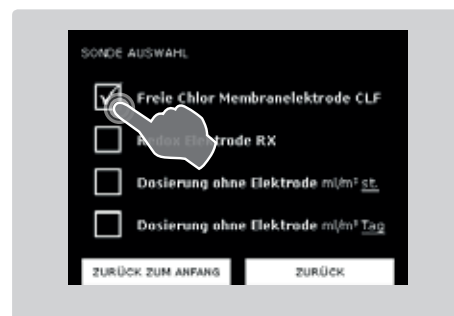 SONDE AUSWAHL
Freie Chlor Membranelektrode CLF
Redox Elektrode RX
Dosierung ohne Elektrode ml/m³ st.
Dosierung ohne Elektrode ml/m³ Tag
ZURÜCK ZUM ANFANG
ZURÜCK